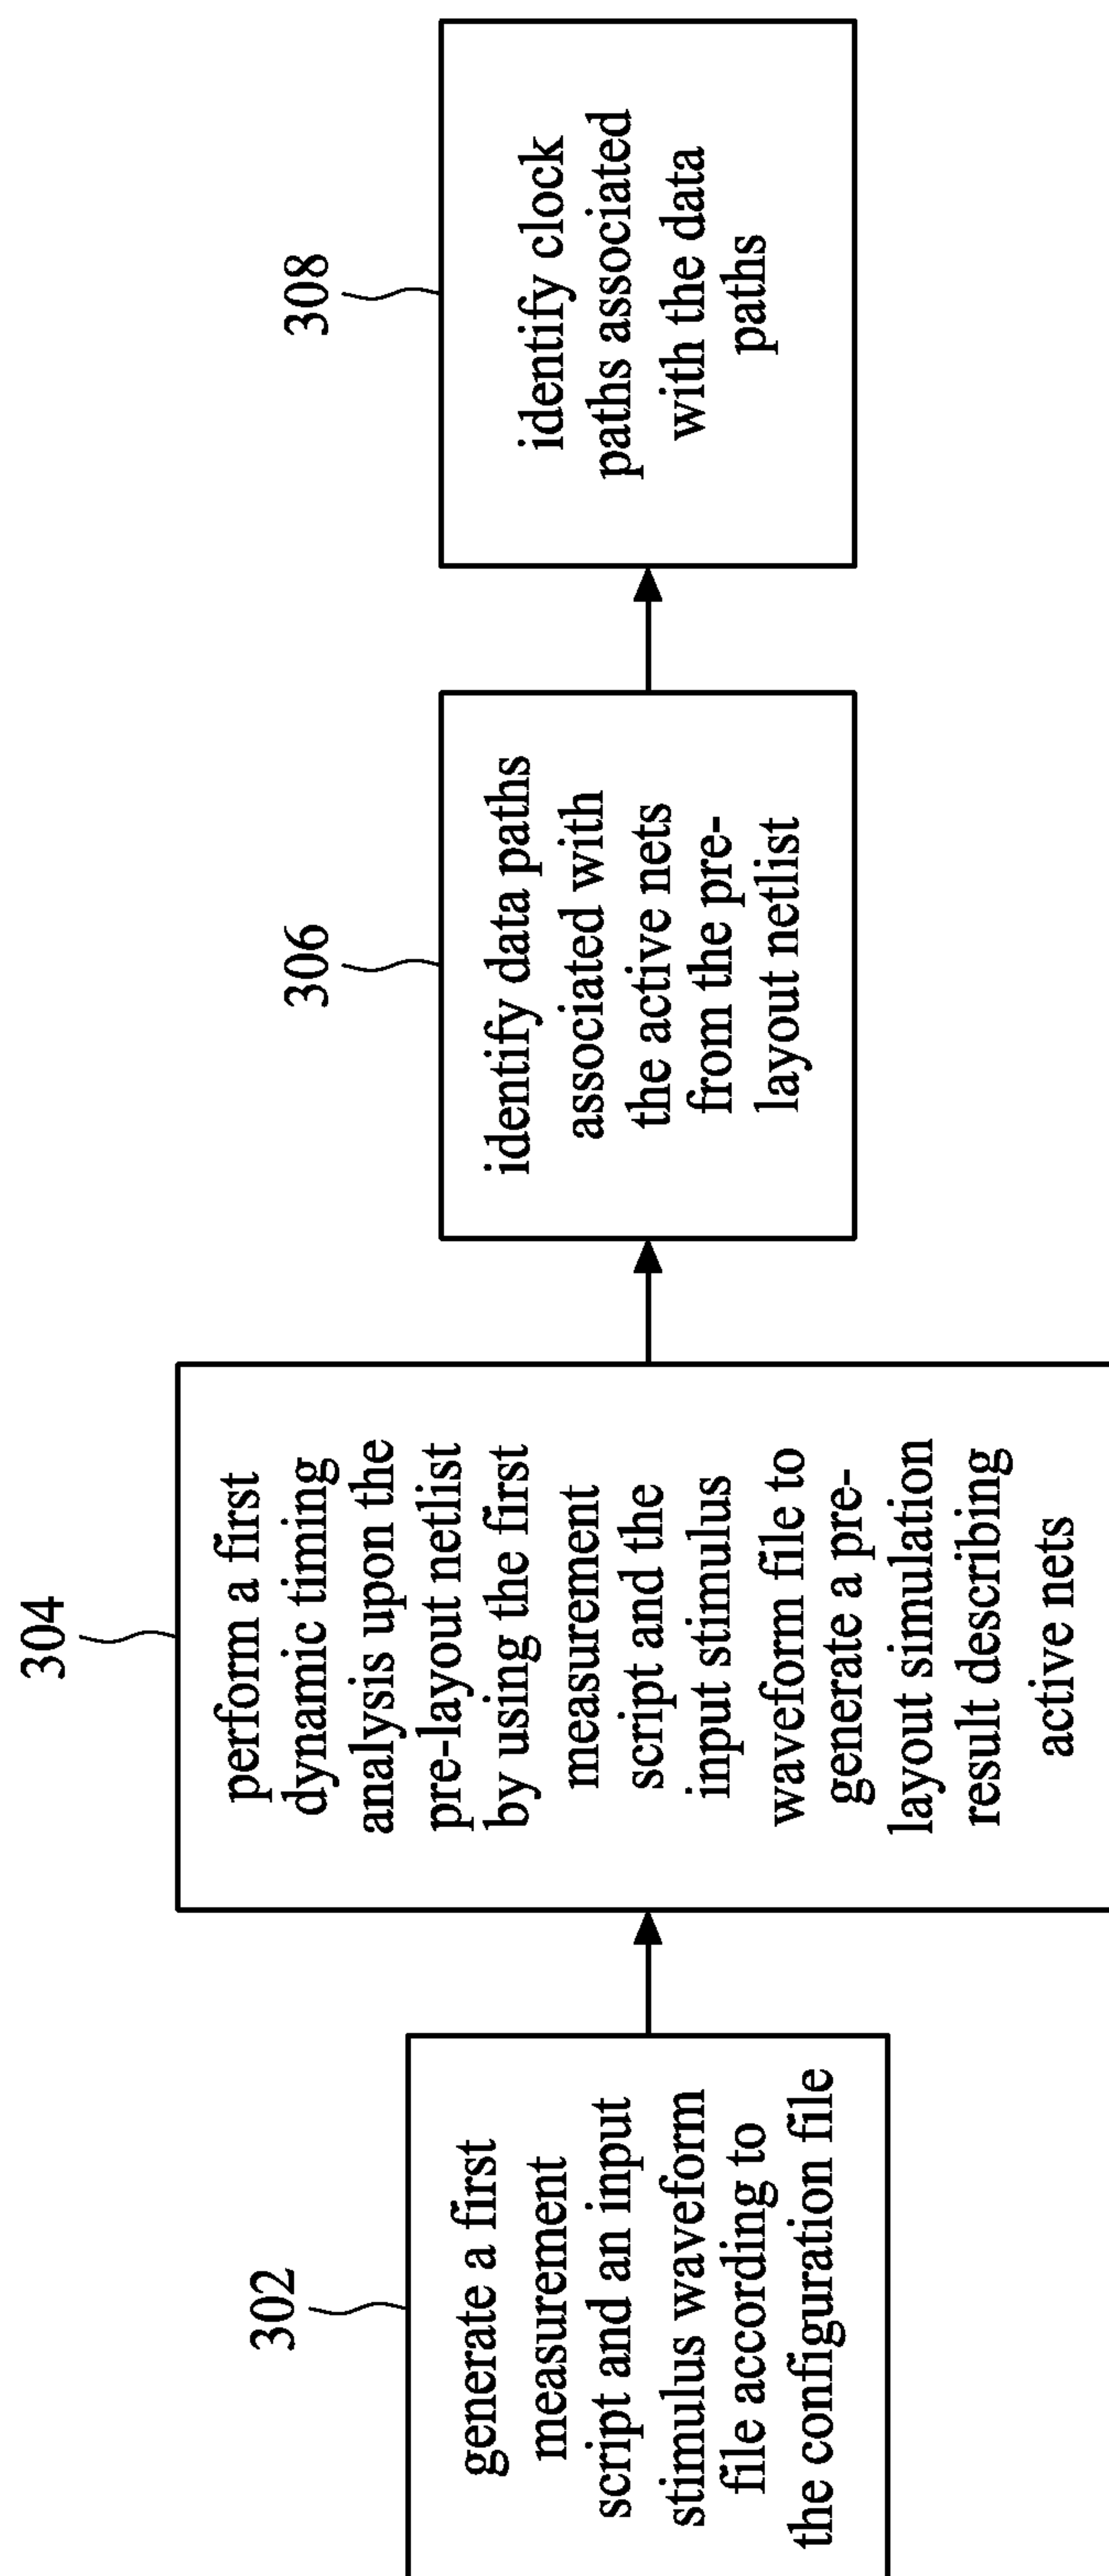 302
generate a first
measurement
script and an input
stimulus waveform
file according to
the configuration file
304
perform a first
dynamic timing
analysis upon the
pre-layout netlist
by using the first
measurement
script and the
input stimulus
waveform file to
generate a pre-
layout simulation
result describing
active nets
306
identify data paths
associated with
the active nets
from the pre-
layout netlist
308
identify clock
paths associated
with the data
paths